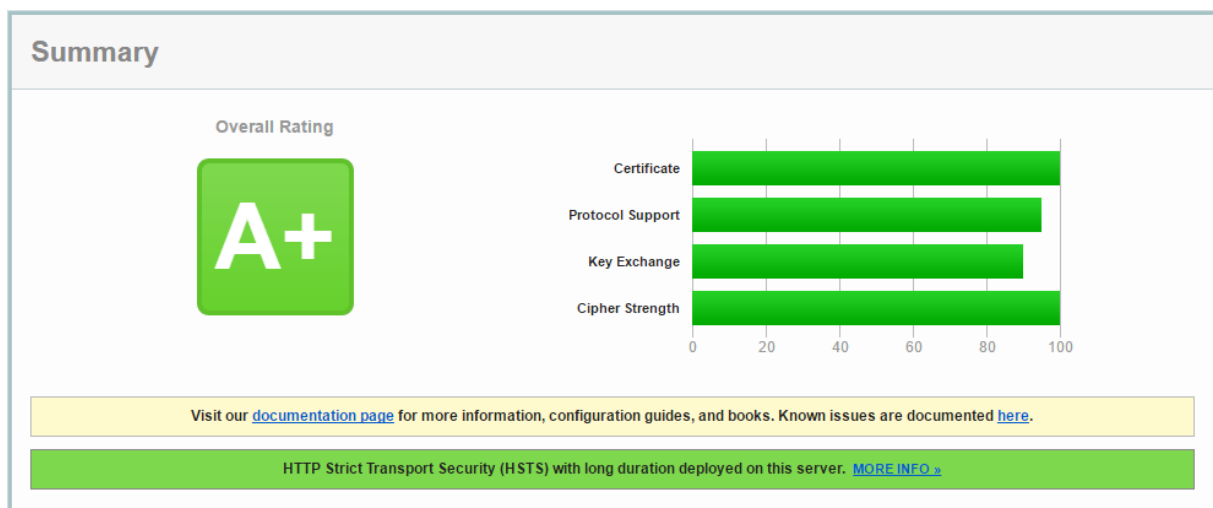 Summary
Overall Rating
A+
Certificate
Protocol Support
Key Exchange
Cipher Strength
0 20 40 60 80 100
Visit our documentation page for more information, configuration guides, and books. Known issues are documented here.
HTTP Strict Transport Security (HSTS) with long duration deployed on this server. MORE INFO »